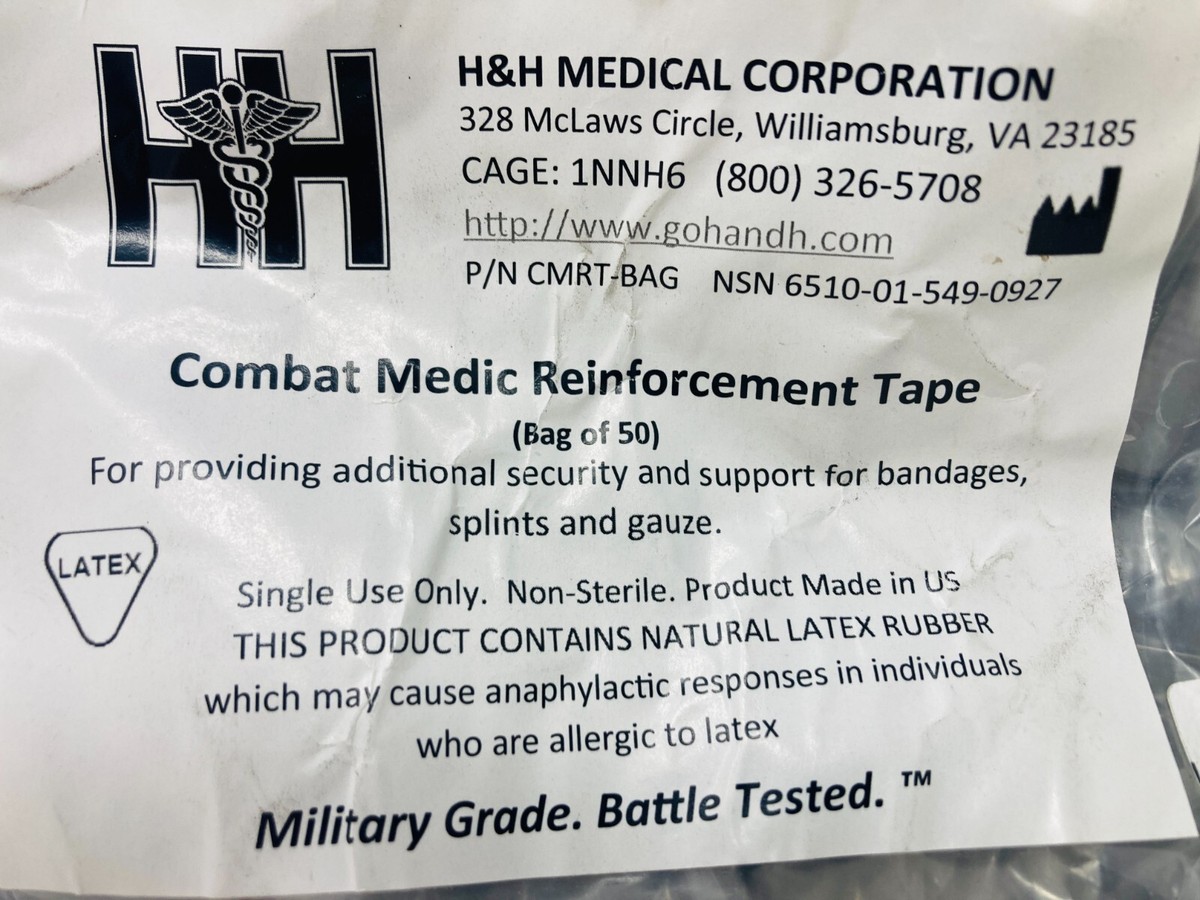 HH
H&H MEDICAL CORPORATION
328 McLaws Circle, Williamsburg, VA 23185
CAGE: 1NNH6 (800) 326-5708
http://www.gohandh.com
P/N CMRT-BAG NSN 6510-01-549-0927
Combat Medic Reinforcement Tape
(Bag of 50)
For providing additional security and support for bandages,
splints and gauze.
LATEX
Single Use Only. Non-Sterile. Product Made in US
THIS PRODUCT CONTAINS NATURAL LATEX RUBBER
which may cause anaphylactic responses in individuals
who are allergic to latex
Military Grade. Battle Tested. ™